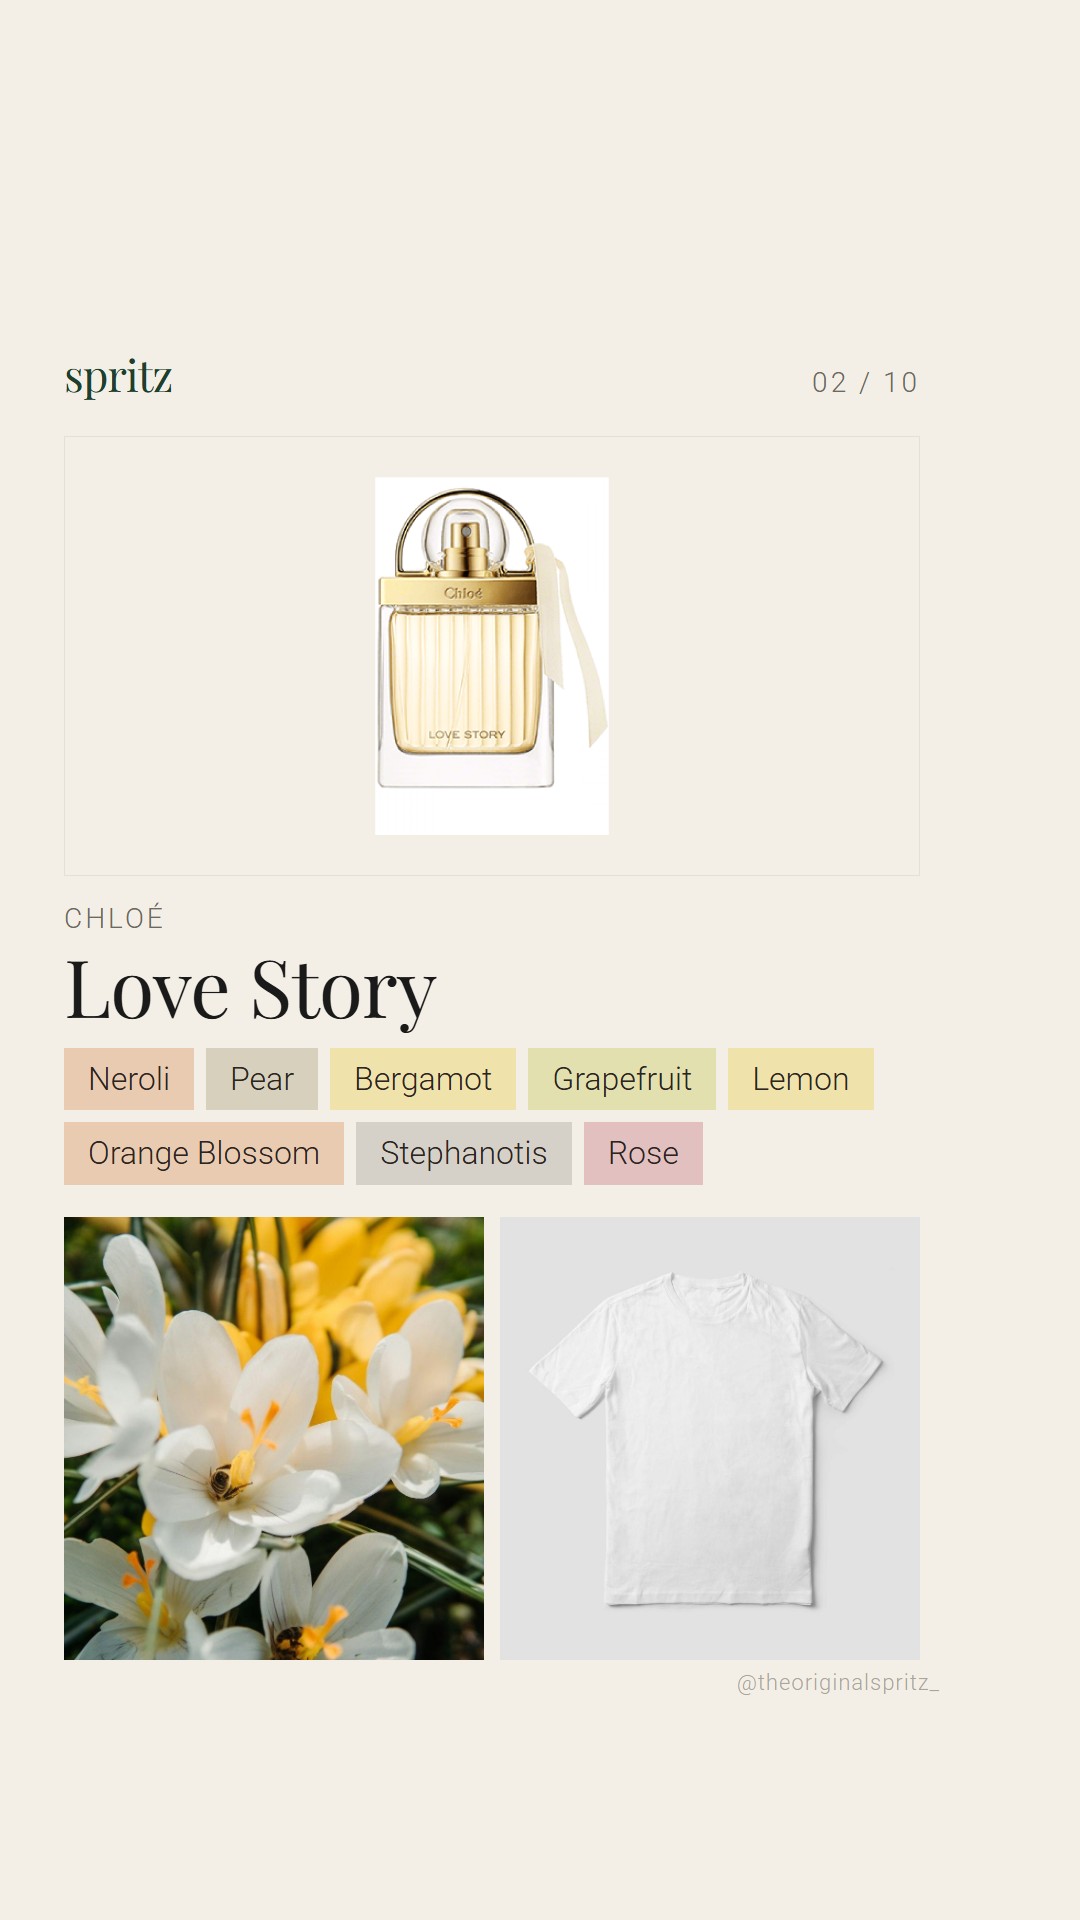 spritz
02 / 10
Chloé
LOVE STORY
CHLOÉ
Love Story
Neroli
Pear
Bergamot
Grapefruit
Lemon
Orange Blossom
Stephanotis
Rose
@theoriginalspritz_